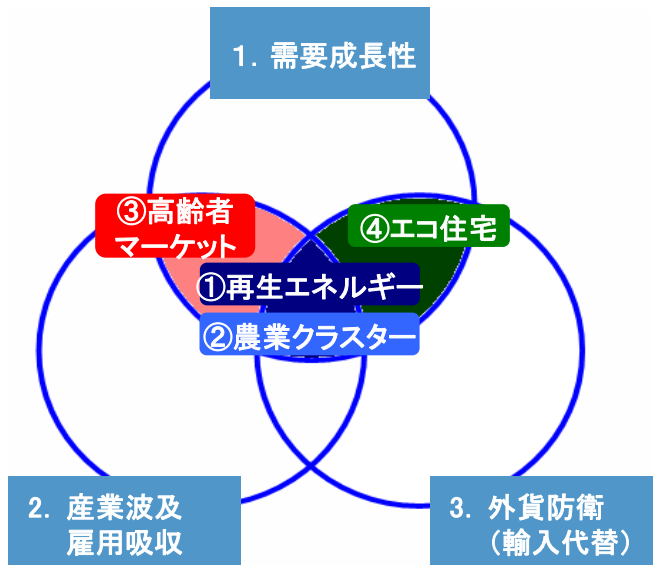 １．需要成長性
③高齢者
マーケット
④エコ住宅
①再生エネルギー
②農業クラスター
2．産業波及
雇用吸収
3．外貨防衛
（輸入代替）